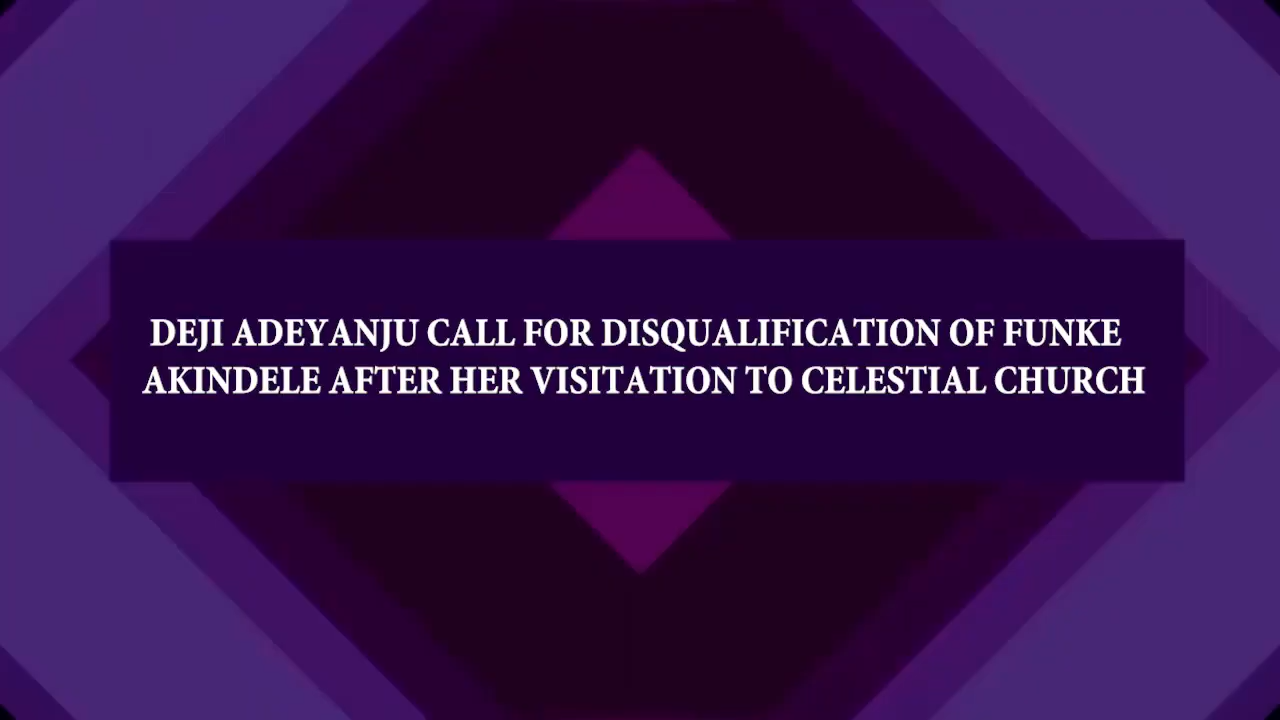 DEJI ADEYANJU CALL FOR DISQUALIFICATION OF FUNKE
AKINDELE AFTER HER VISITATION TO CELESTIAL CHURCH